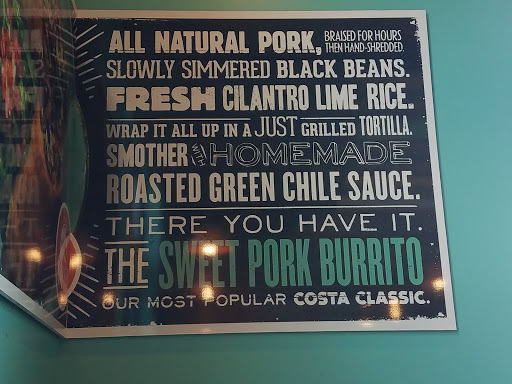 ALL NATURAL PORK, BRAISED FOR HOURS
THEN HAND-SHREDDED.
SLOWLY SIMMERED BLACK BEANS.
FRESH CILANTRO LIME RICE.
WRAP IT ALL UP IN A JUST GRILLED TORTILLA.
SMOTHER WITH HOMEMADE
ROASTED GREEN CHILE SAUCE.
THERE YOU HAVE IT.
THE SWEET PORK BURRITO
OUR MOST POPULAR COSTA CLASSIC.